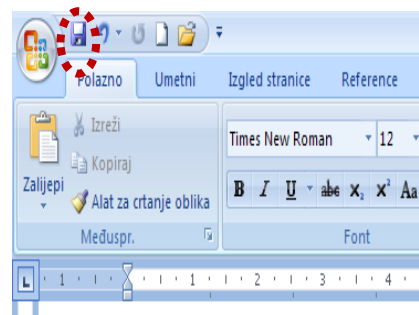 Polazno Umetni Izgled stranice Reference
Izreži
Kopiraj
Zalijepi
Alat za crtanje oblika
Međuspr.
Times New Roman 12
B I U abc X₂ X² Aa
Font
L 1 1 2 3 4